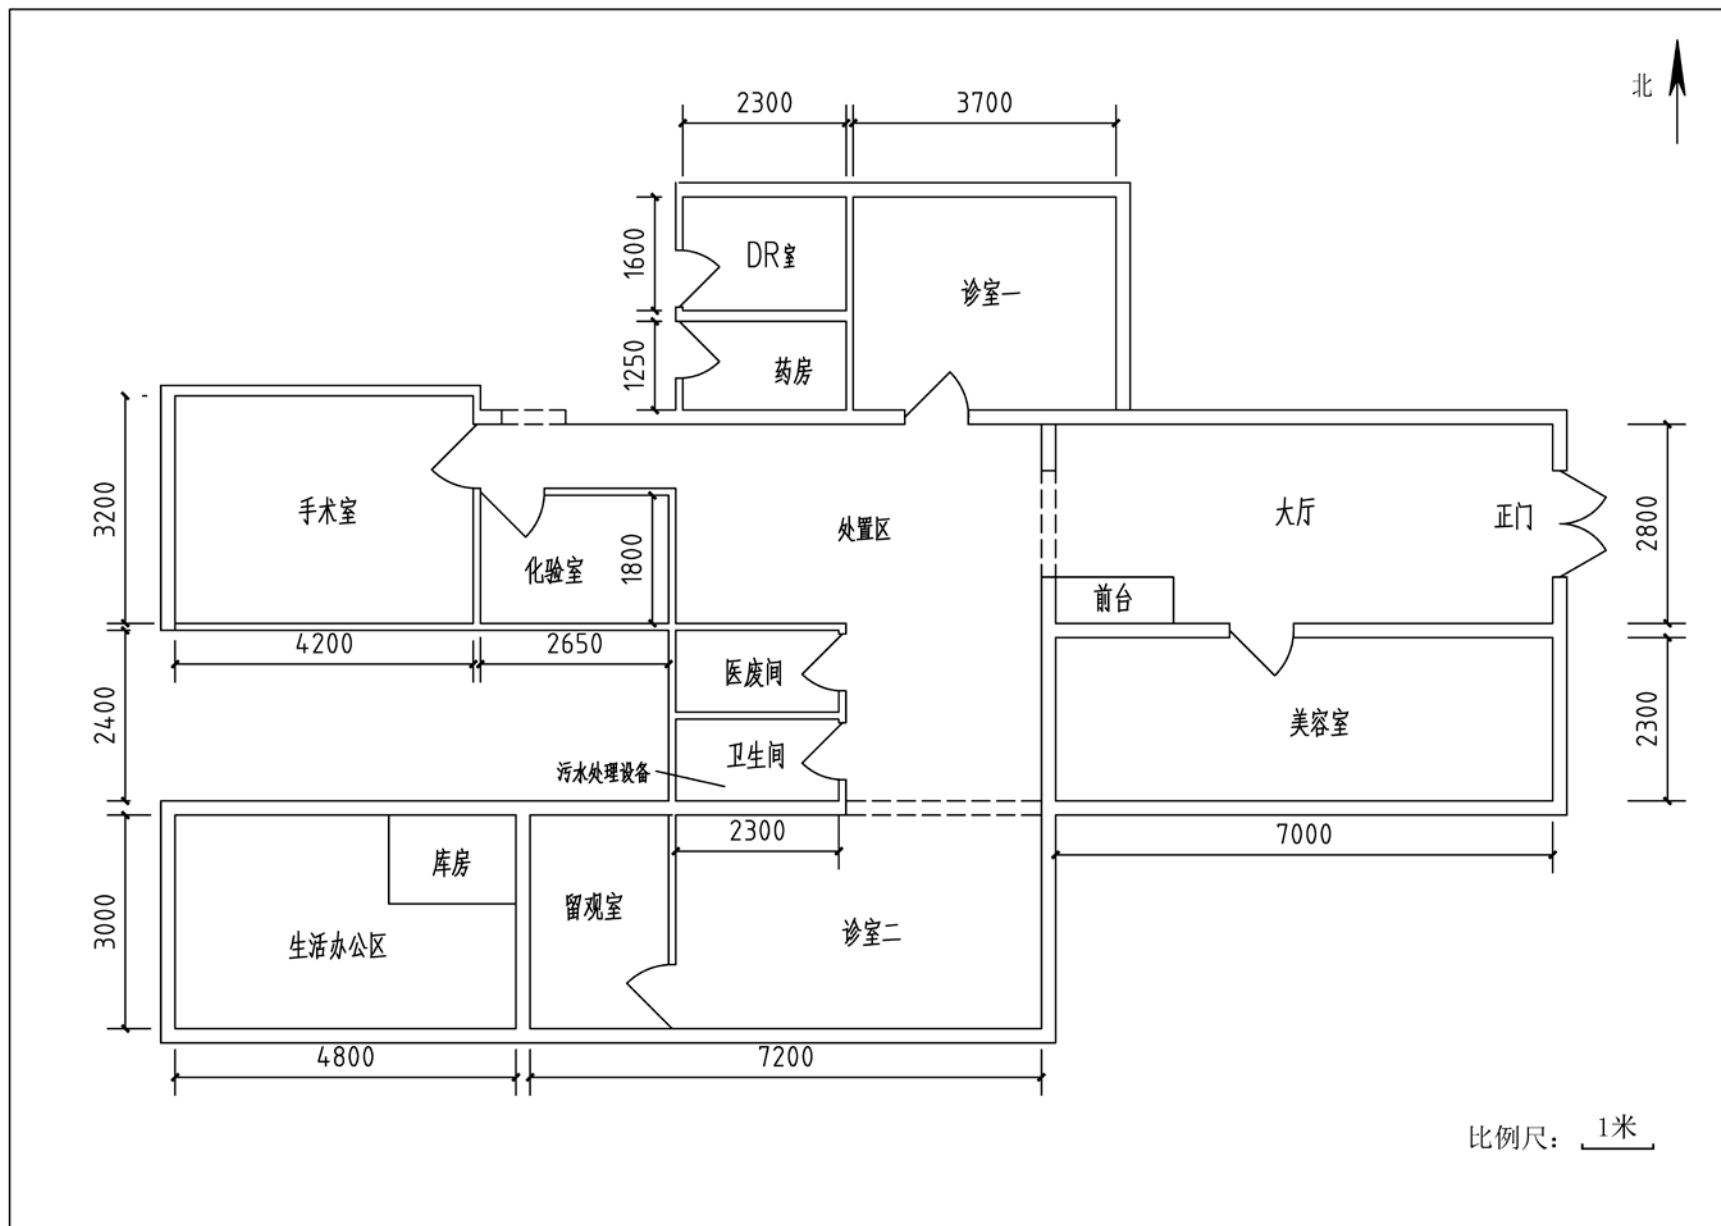 北
2300
3700
1600
DR室
诊室一
1250
药房
3200
手术室
化验室
1800
处置区
大厅
正门
2800
前台
4200
2650
2400
医废间
卫生间
污水处理设备
美容室
2300
2300
7000
库房
留观室
诊室二
3000
生活办公区
4800
7200
比例尺：
1米